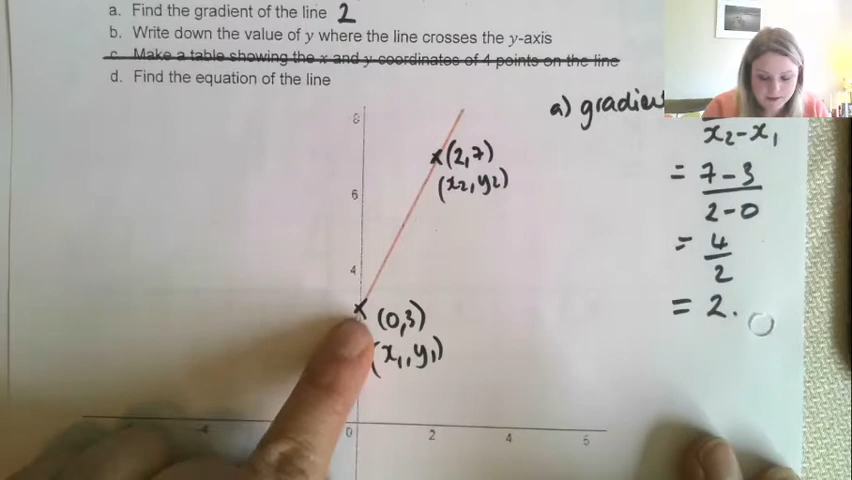 a. Find the gradient of the line 2
b. Write down the value of y where the line crosses the y-axis
c. Make a table showing the x and y coordinates of 4 points on the line
d. Find the equation of the line
a) gradient
x₂-x₁
= 7-3
2-0
= 4
2
= 2.
8
x(2,7)
(x₂,y₂)
6
4
x (0,3)
(x₁,y₁)
-4 0 2 4 6